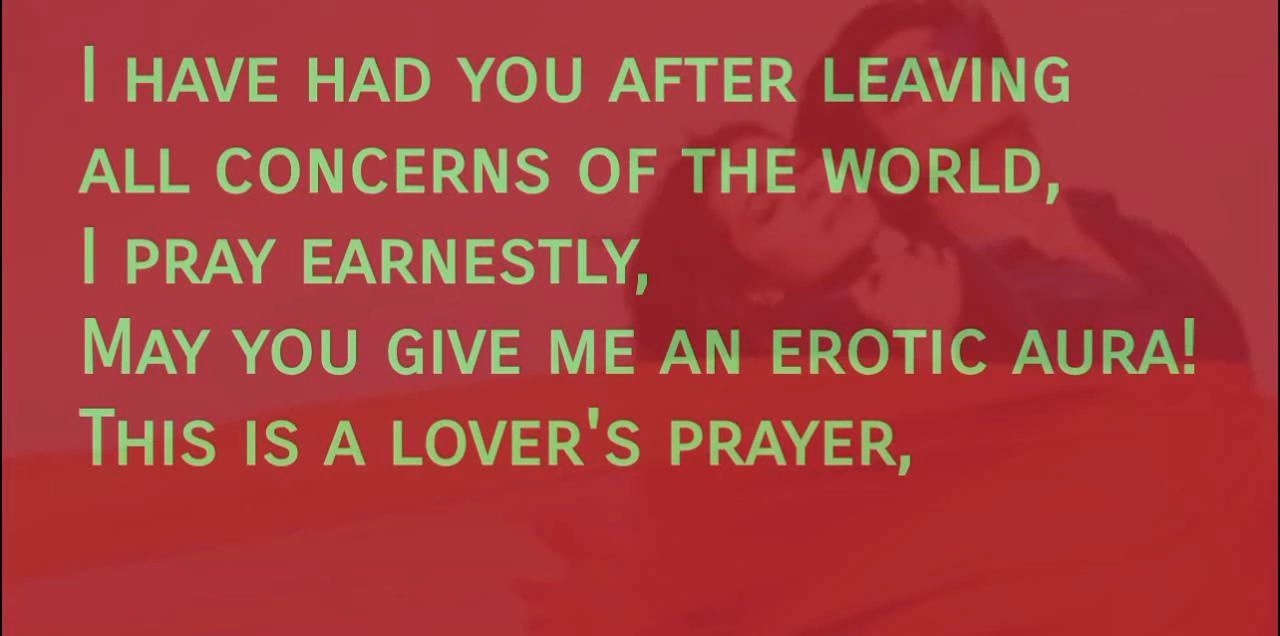 I have had you after leaving
all concerns of the world,
I pray earnestly,
May you give me an erotic aura!
This is a lover's prayer,